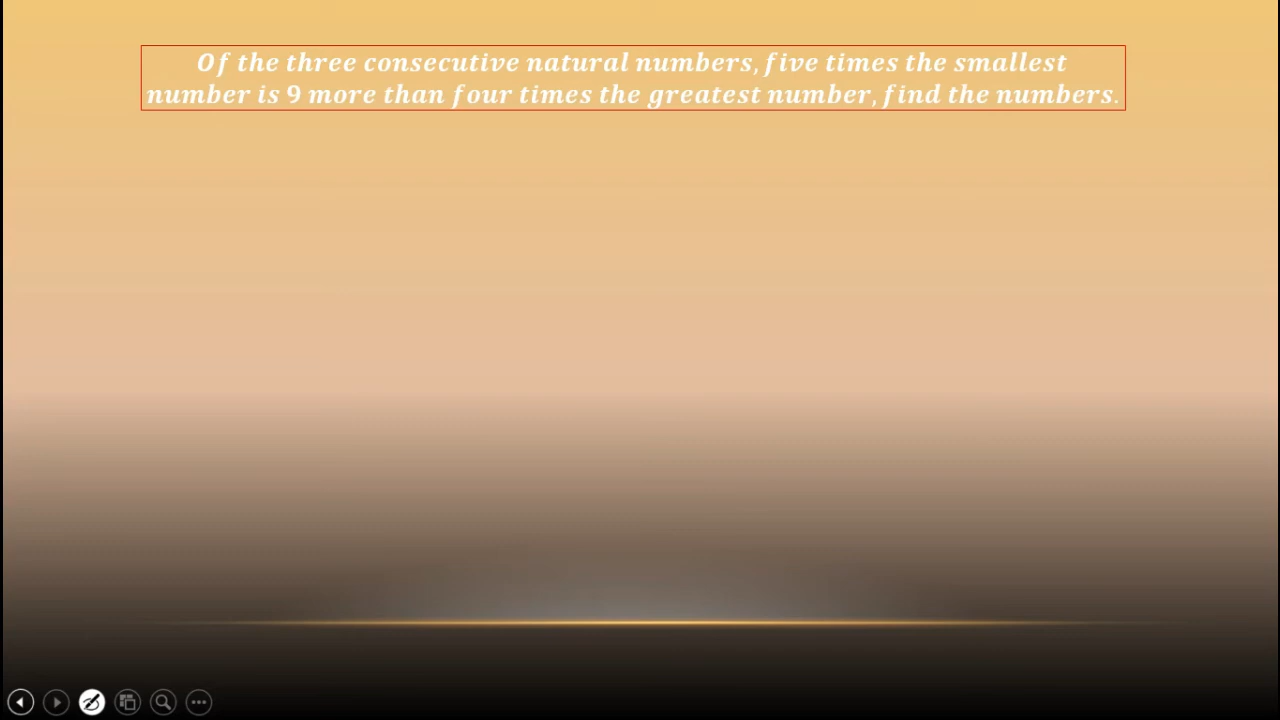 Of the three consecutive natural numbers, five times the smallest
number is 9 more than four times the greatest number, find the numbers.